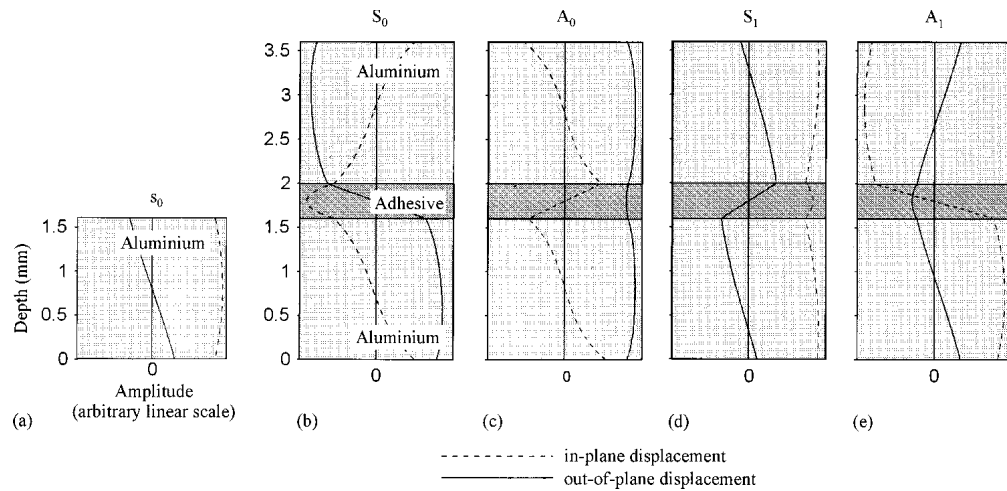 S0 A0 S1 A1
3.5
3
2.5
2
1.5
1
0.5
0
Aluminium
Adhesive
Aluminium
s0
1.5
1
0.5
0
Aluminium
Depth (mm)
0 0 0 0 0
Amplitude
(arbitrary linear scale)
(a) (b) (c) (d) (e)
in-plane displacement
out-of-plane displacement